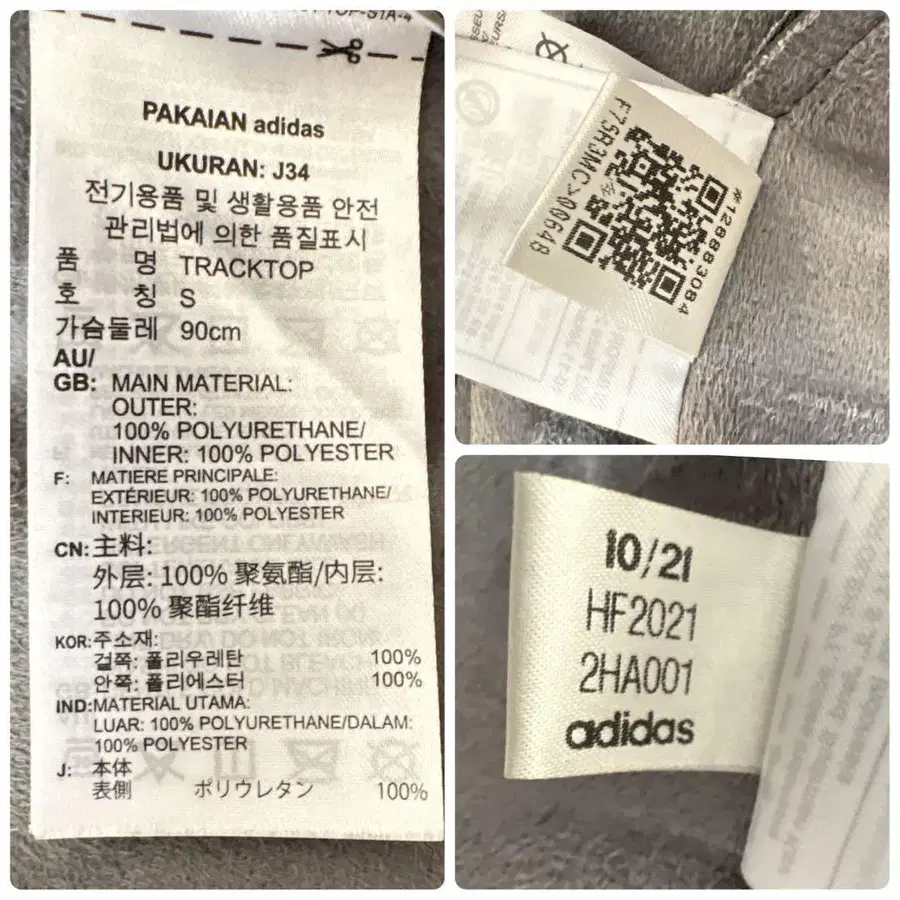 TOP-S1A-4
PAKAIAN adidas
UKURAN: J34
전기용품 및 생활용품 안전
관리법에 의한 품질표시
품 명 TRACKTOP
호 칭 S
가슴둘레 90cm
AU/
GB: MAIN MATERIAL:
OUTER:
100% POLYURETHANE/
INNER: 100% POLYESTER
F: MATIERE PRINCIPALE:
EXTÉRIEUR: 100% POLYURETHANE/
INTERIEUR: 100% POLYESTER
CN: 主料:
外层: 100% 聚氨酯/内层:
100% 聚酯纤维
KOR: 주소재:
겉쪽: 폴리우레탄 100%
안쪽: 폴리에스터 100%
IND: MATERIAL UTAMA:
LUAR: 100% POLYURETHANE/DALAM:
100% POLYESTER
J: 本体
表側 ポリウレタン 100%
F75R3MC>00648
*128883084
10/21
HF2021
2HA001
adidas